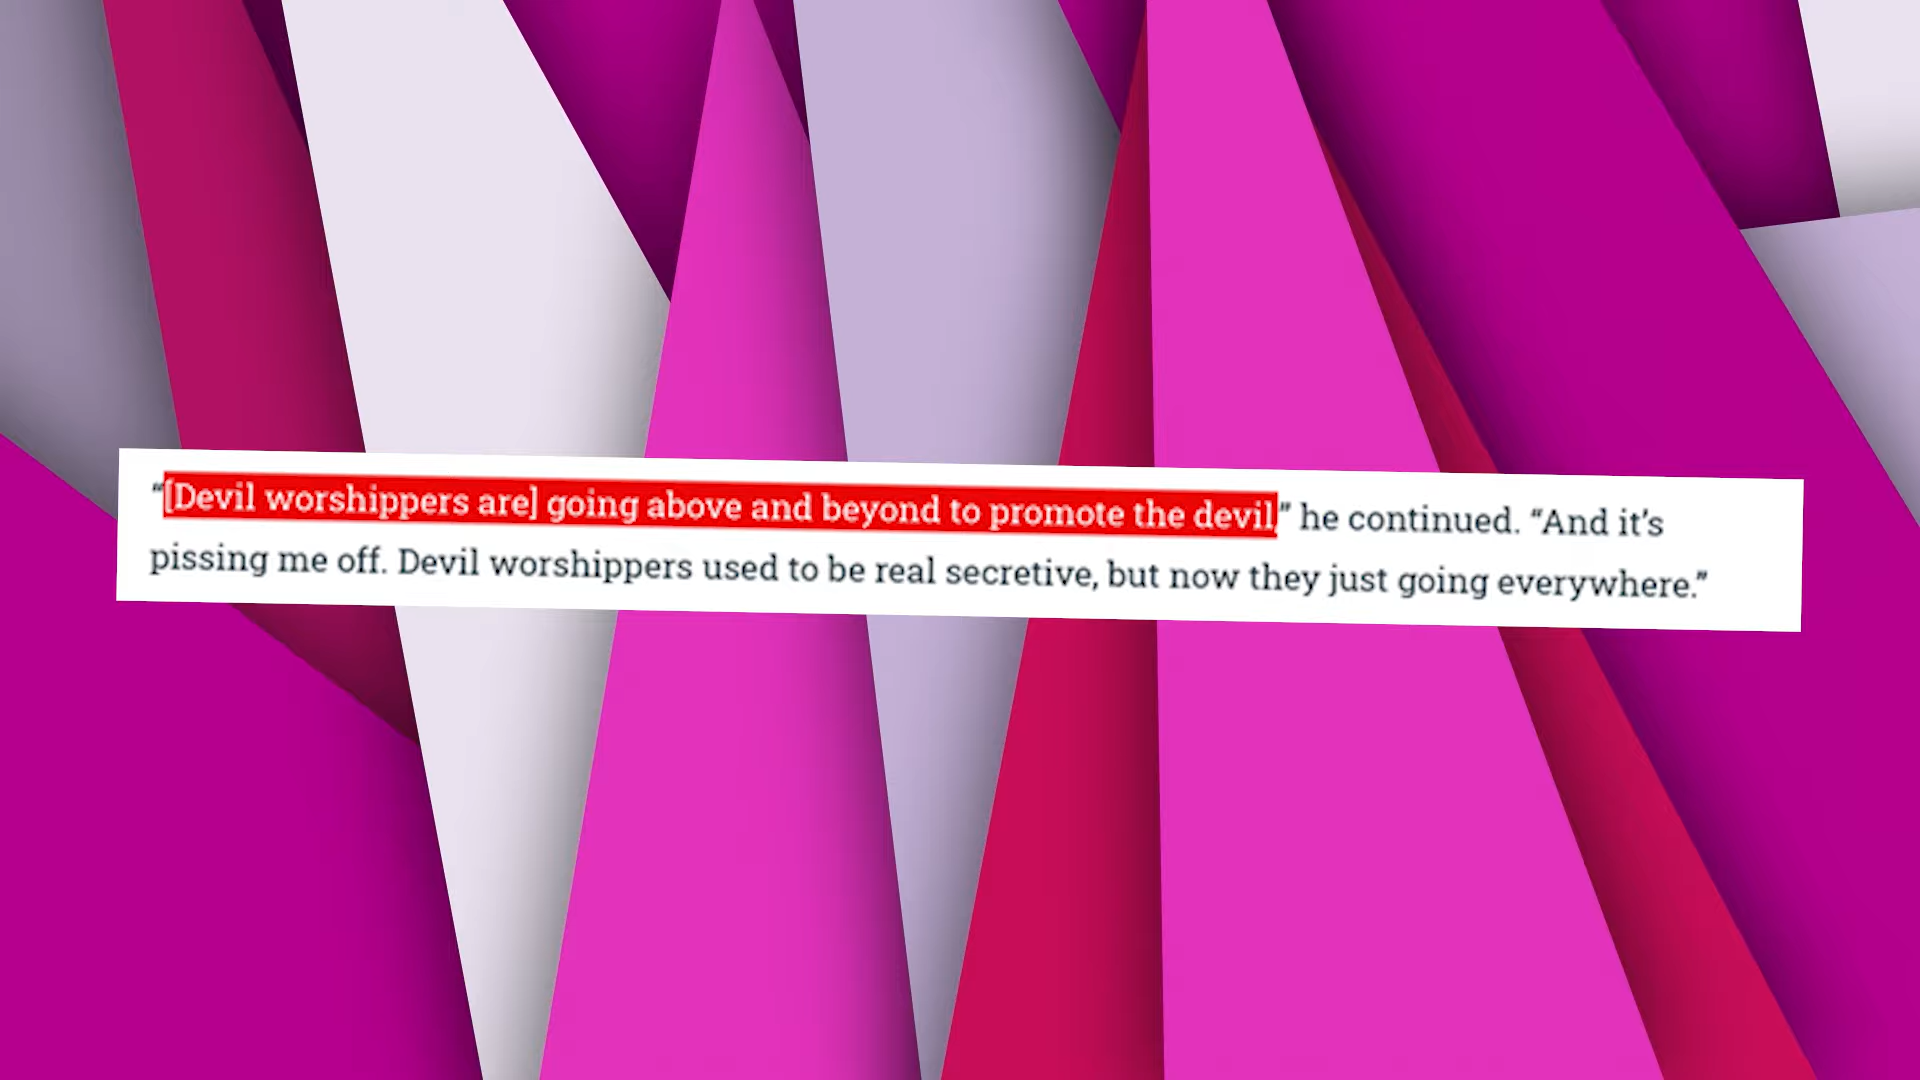 “[Devil worshippers are] going above and beyond to promote the devil,” he continued. “And it’s
pissing me off. Devil worshippers used to be real secretive, but now they just going everywhere.”